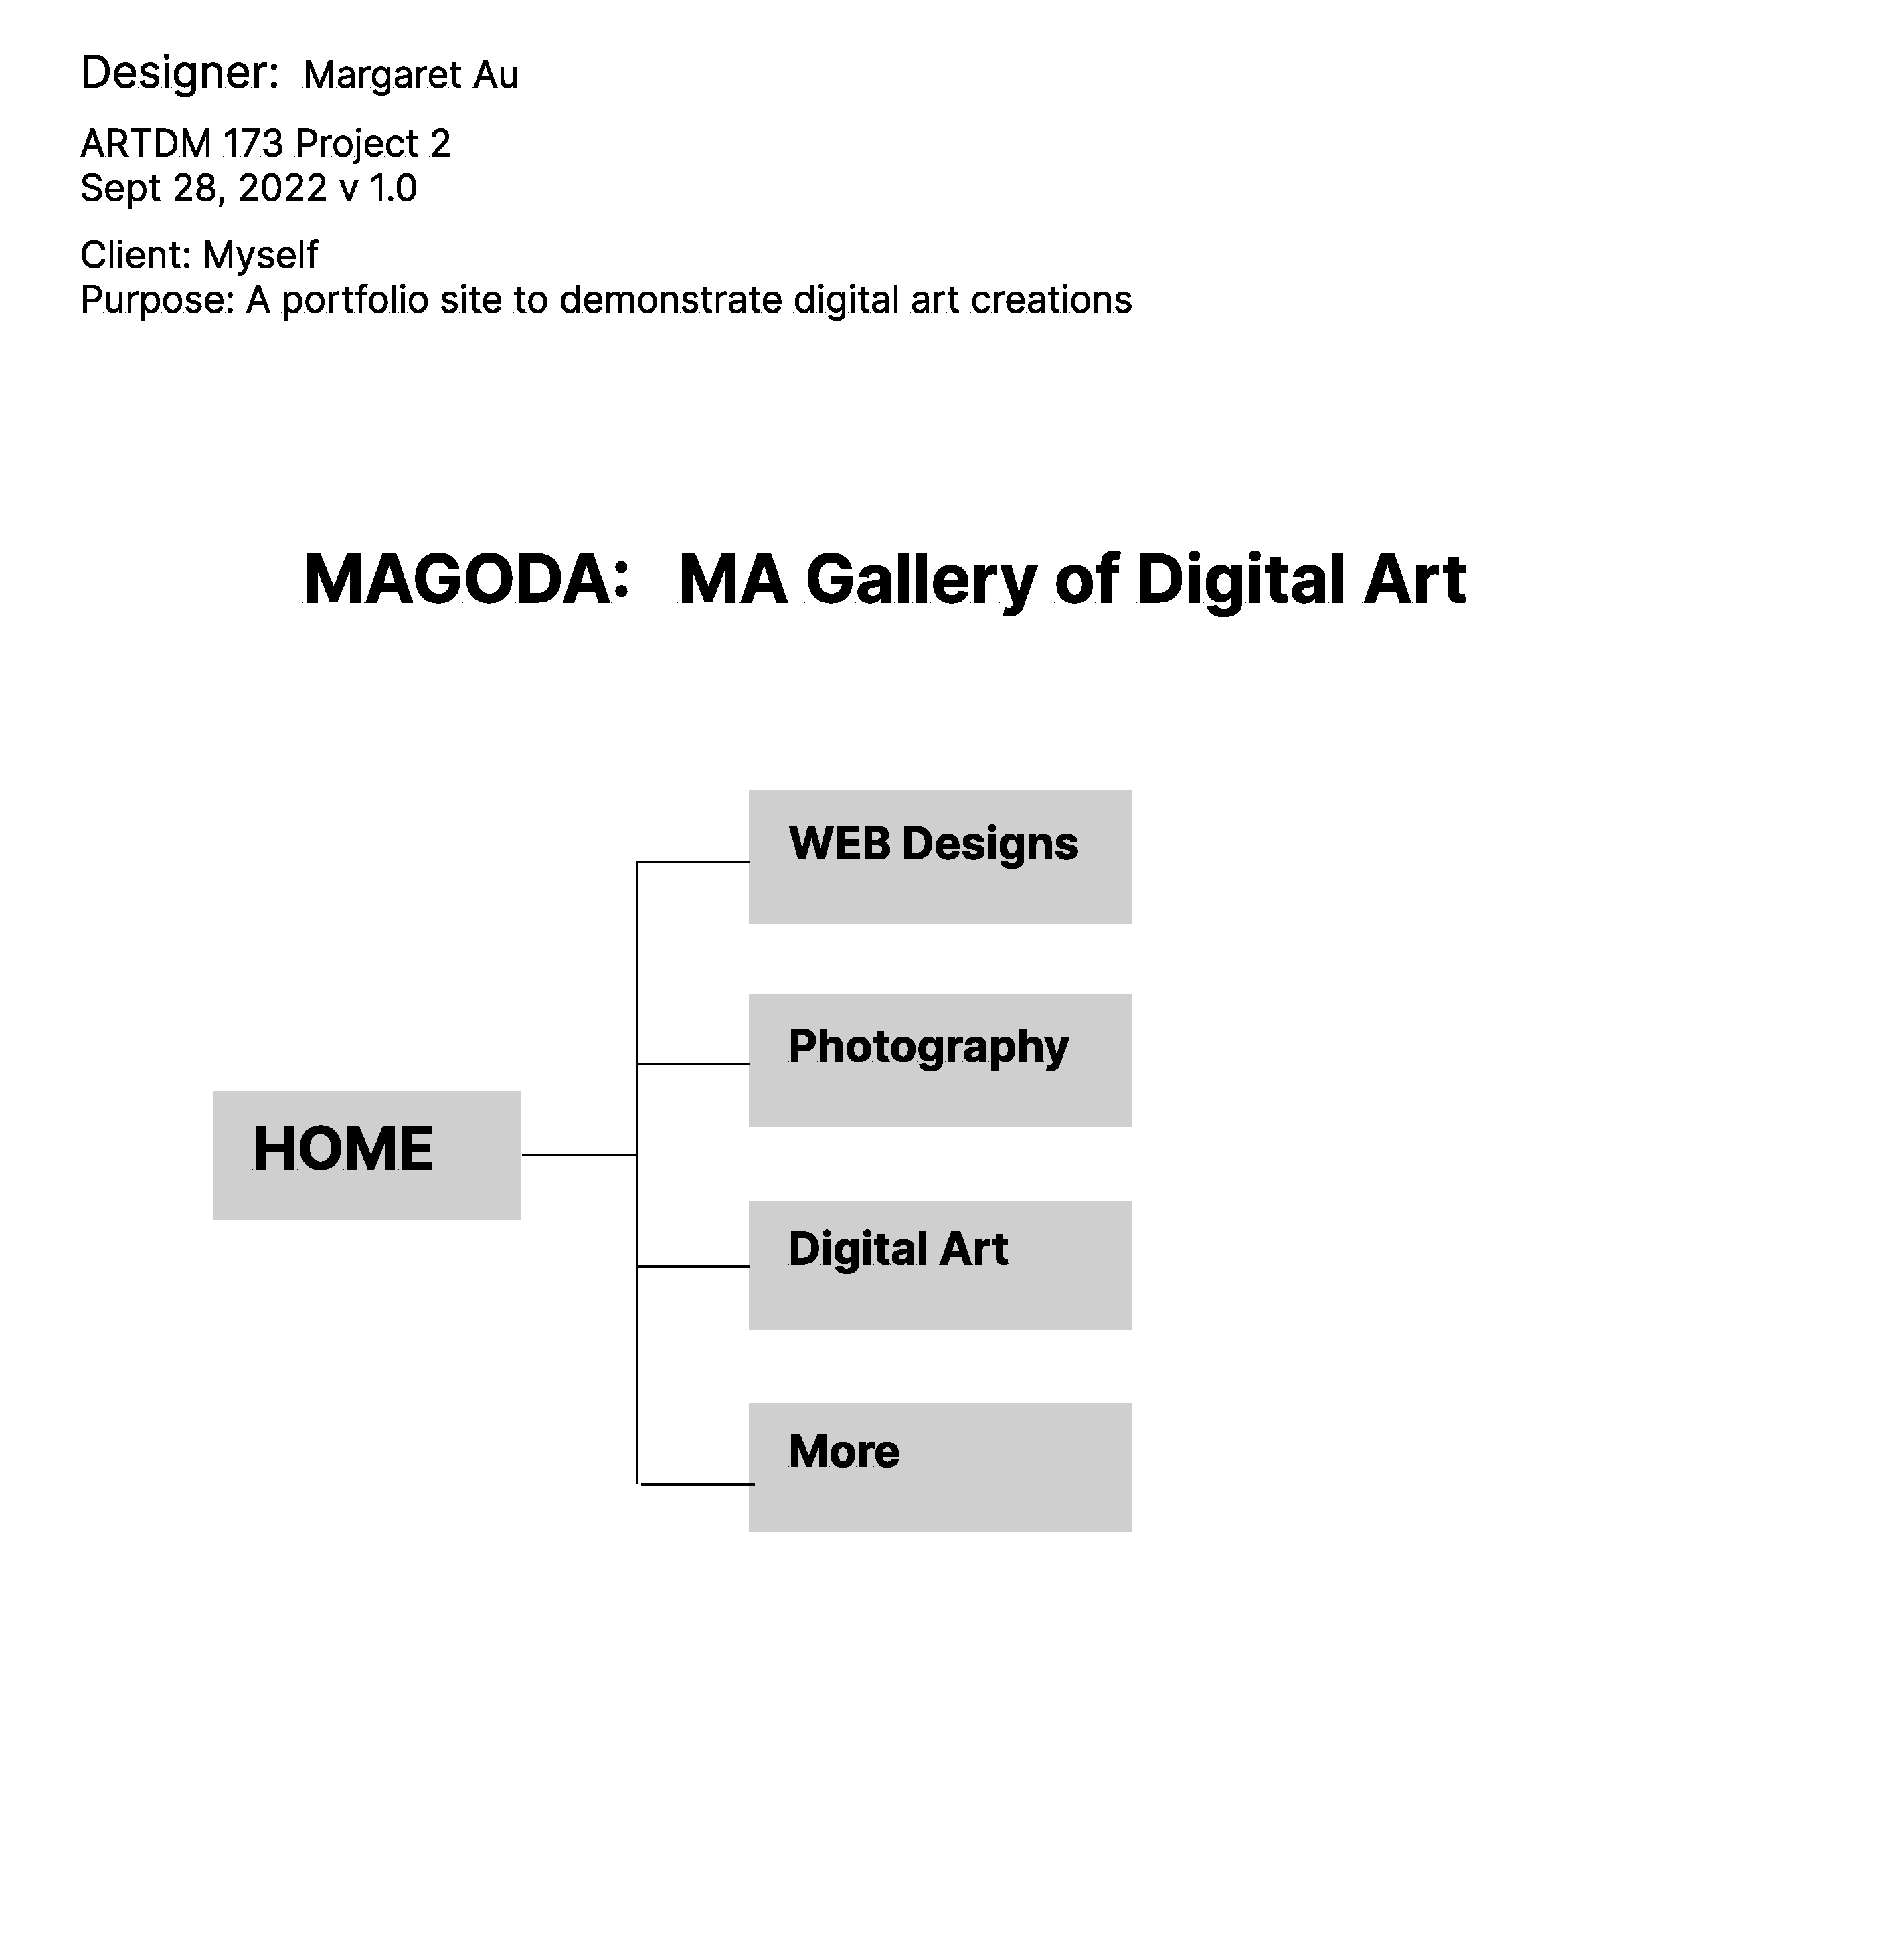 Designer: Margaret Au
ARTDM 173 Project 2
Sept 28, 2022 v 1.0
Client: Myself
Purpose: A portfolio site to demonstrate digital art creations
MAGODA: MA Gallery of Digital Art
WEB Designs
Photography
HOME
Digital Art
More